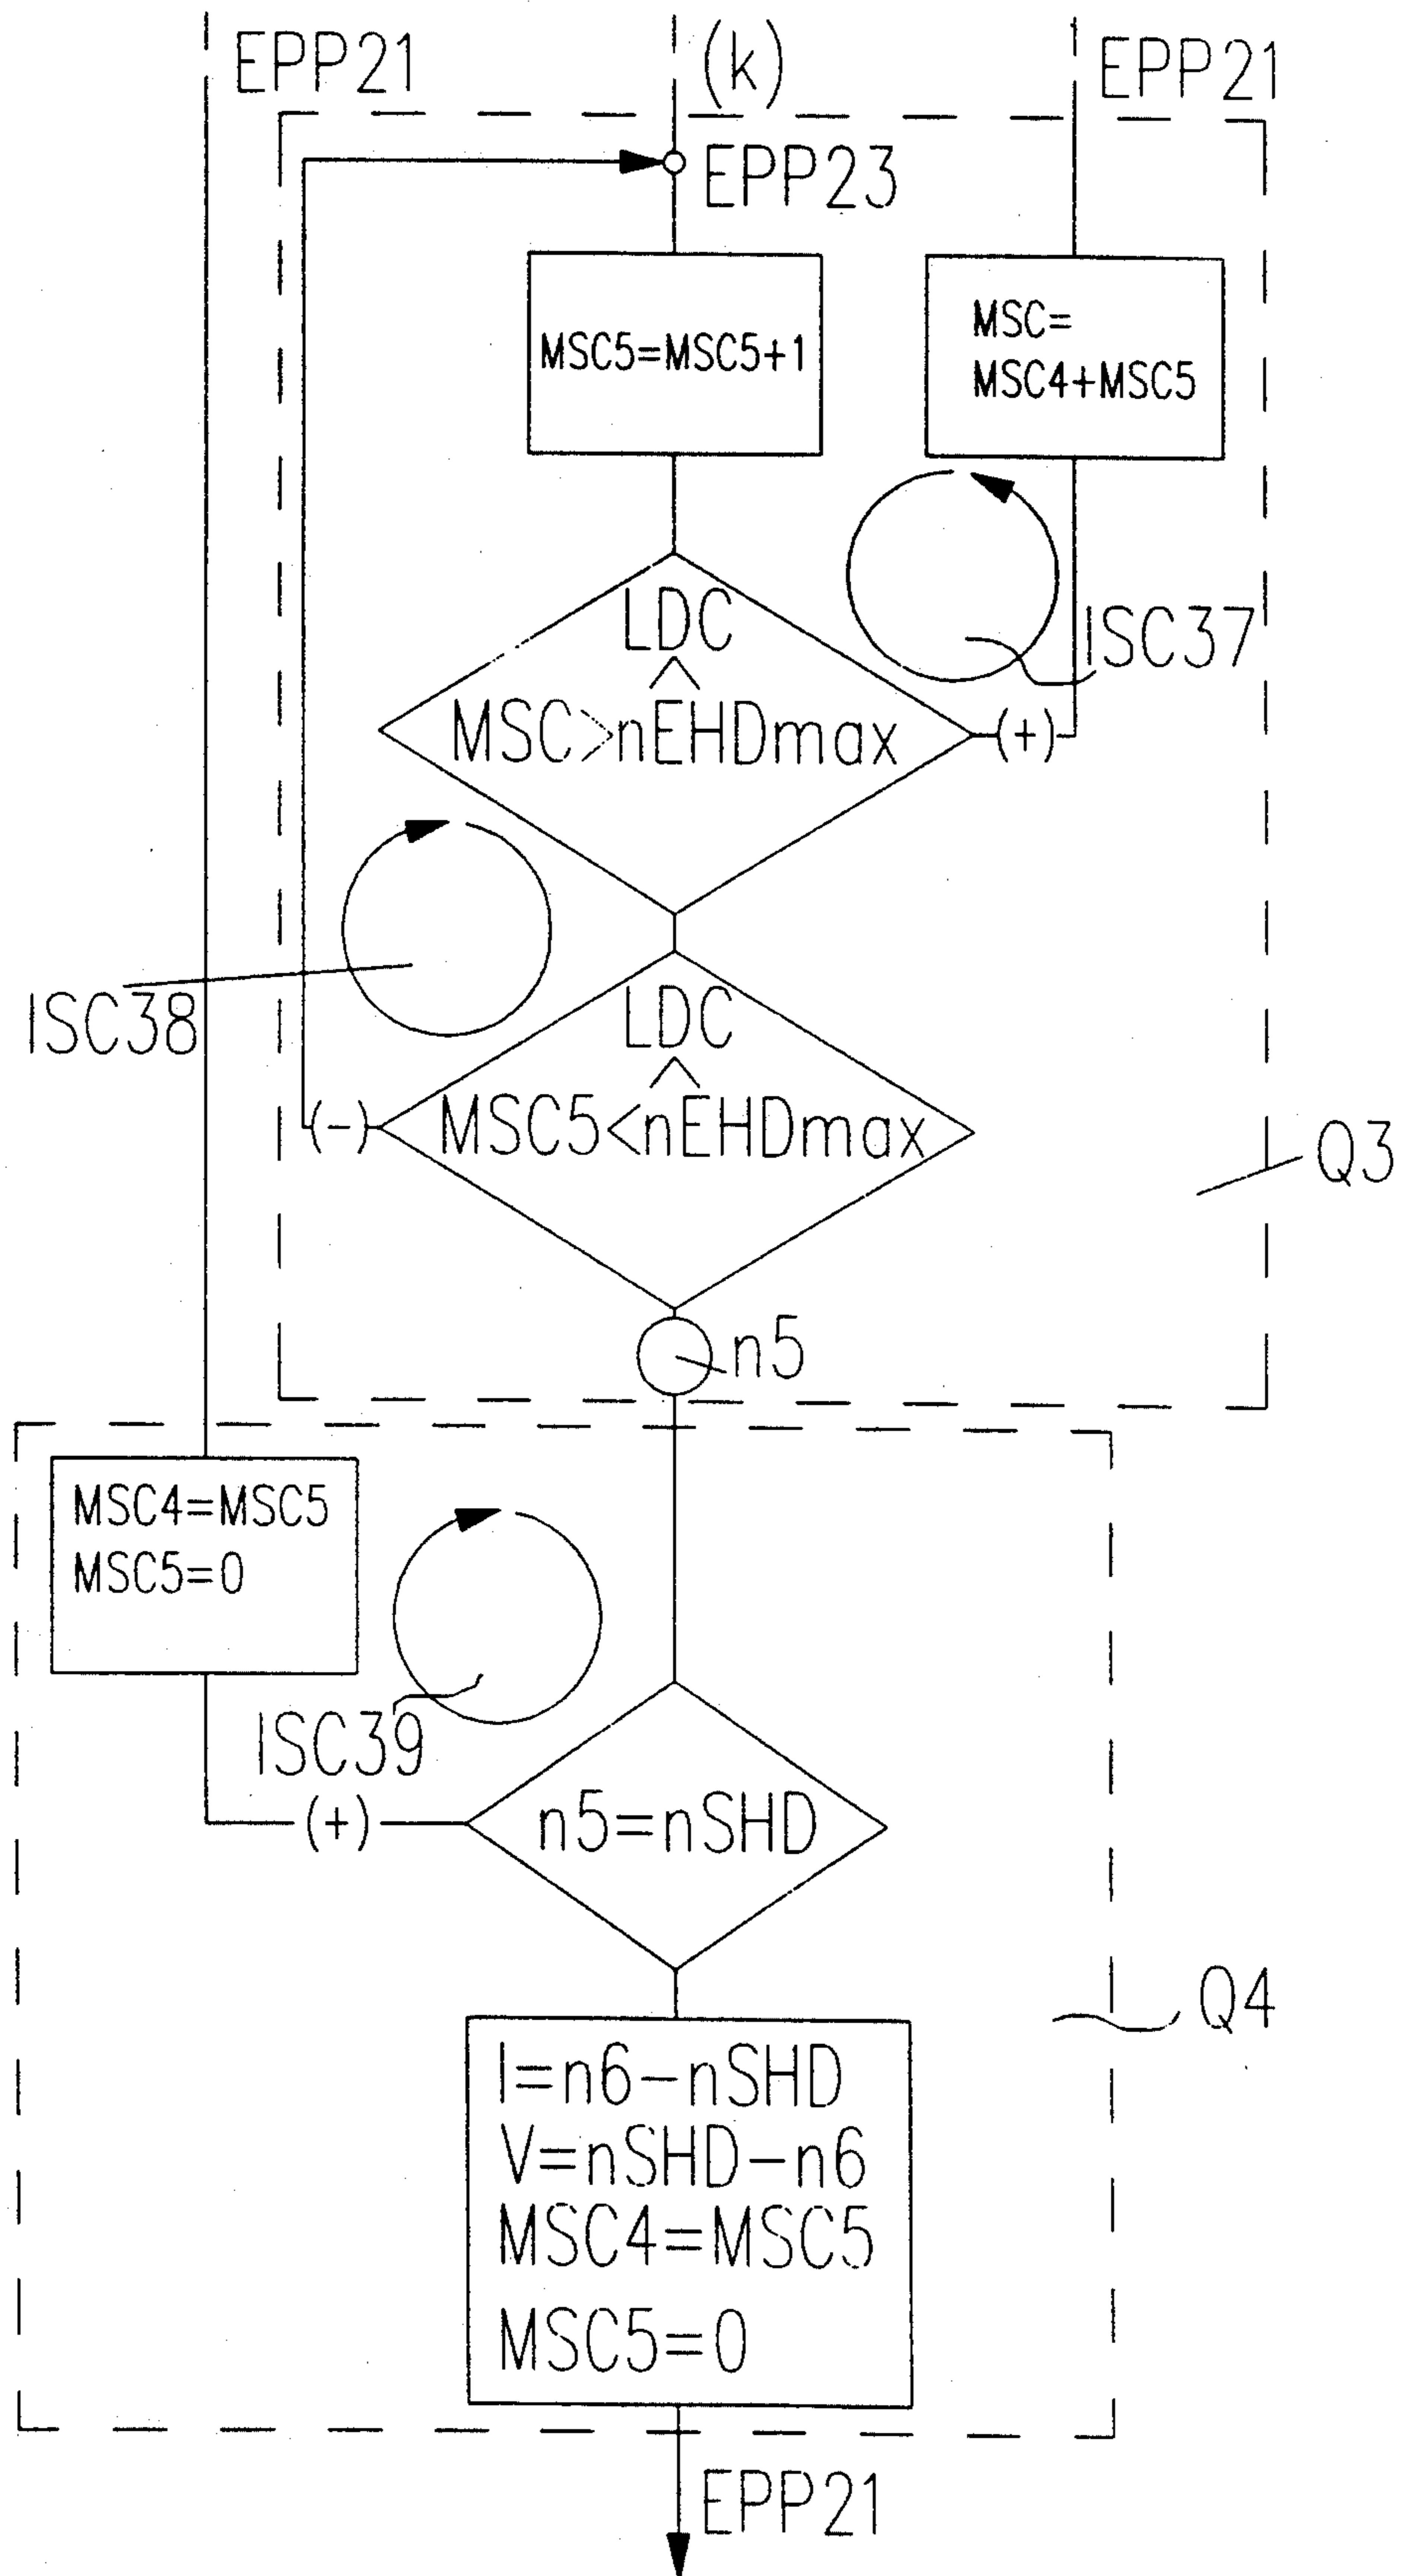 EPP21
(k)
EPP21
EPP23
MSC5=MSC5+1
MSC=
MSC4+MSC5
LDC
^
MSC>nEHDmax
(+)
ISC37
ISC38
LDC
^
MSC5<nEHDmax
(-)
Q3
n5
MSC4=MSC5
MSC5=0
ISC39
(+)
n5=nSHD
Q4
I=n6-nSHD
V=nSHD-n6
MSC4=MSC5
MSC5=0
EPP21